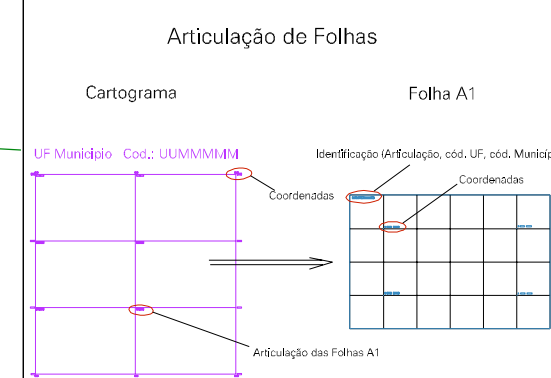 Articulação de Folhas
Cartograma
Folha A1
UF Municipio Cod.: UUMMMMM
Identificação (Articulação, cód. UF, cód. Municíp
Coordenadas
Coordenadas
Articulação das Folhas A1